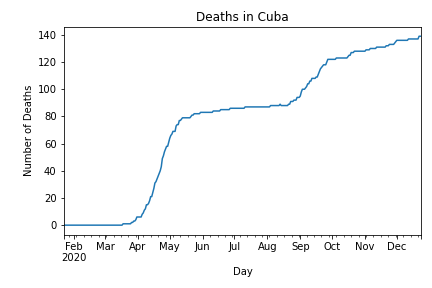 Deaths in Cuba
Number of Deaths
140
120
100
80
60
40
20
0
Feb Mar Apr May Jun Jul Aug Sep Oct Nov Dec
2020
Day